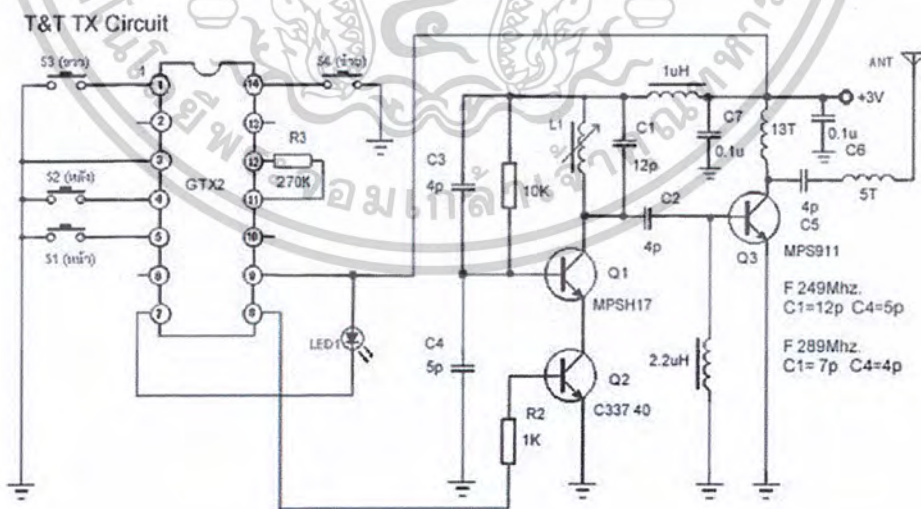 T&T TX Circuit
S3 (ขวา)
S4 (ซ้าย)
1
1
14
2
13
3
12
R3
270K
GTX2
S2 (หลัง)
4
11
S1 (หน้า)
5
10
6
9
7
8
LED1
C3
4p
10K
L1
C1
12p
1uH
C7
0.1u
13T
ANT
+3V
0.1u
C6
C2
4p
4p
C5
5T
Q1
MPSH17
Q3
MPS911
C4
5p
Q2
C337 40
R2
1K
2.2uH
F 249Mhz.
C1=12p C4=5p
F 289Mhz.
C1= 7p C4=4p